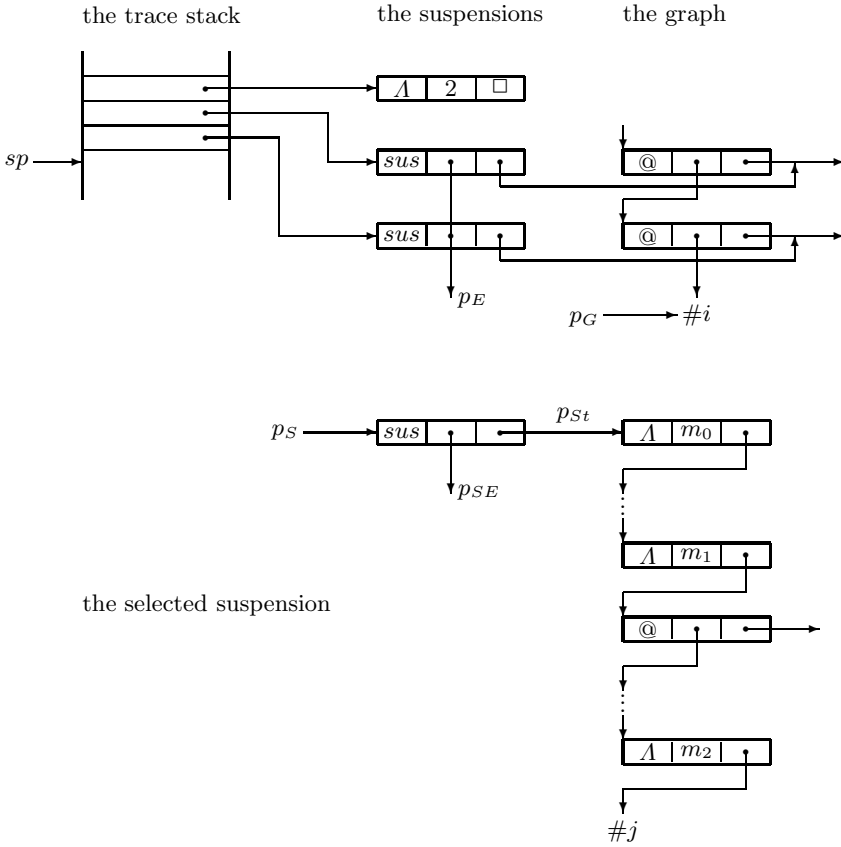 the trace stack the suspensions the graph
Λ 2 □
sp sus @
sus @
p_E
p_G #i
p_St
p_S sus Λ m_0
p_SE
Λ m_1
the selected suspension
@
Λ m_2
#j